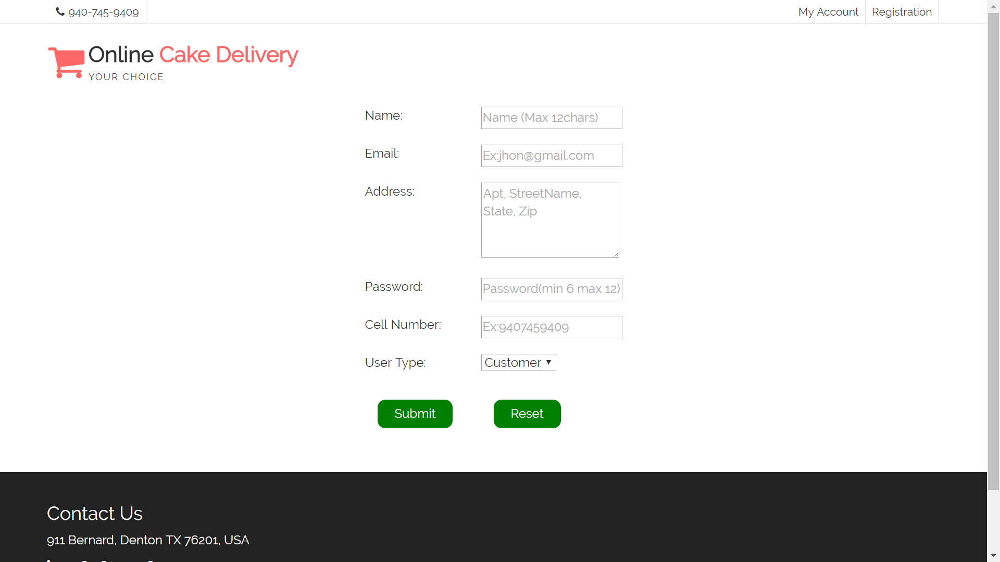 940-745-9409
My Account
Registration
Online Cake Delivery
YOUR CHOICE
Name:
Name (Max 12chars)
Email:
Ex:jhon@gmail.com
Address:
Apt, StreetName,
State, Zip
Password:
Password(min 6 max 12)
Cell Number:
Ex:9407459409
User Type:
Customer
Submit
Reset
Contact Us
911 Bernard, Denton TX 76201, USA